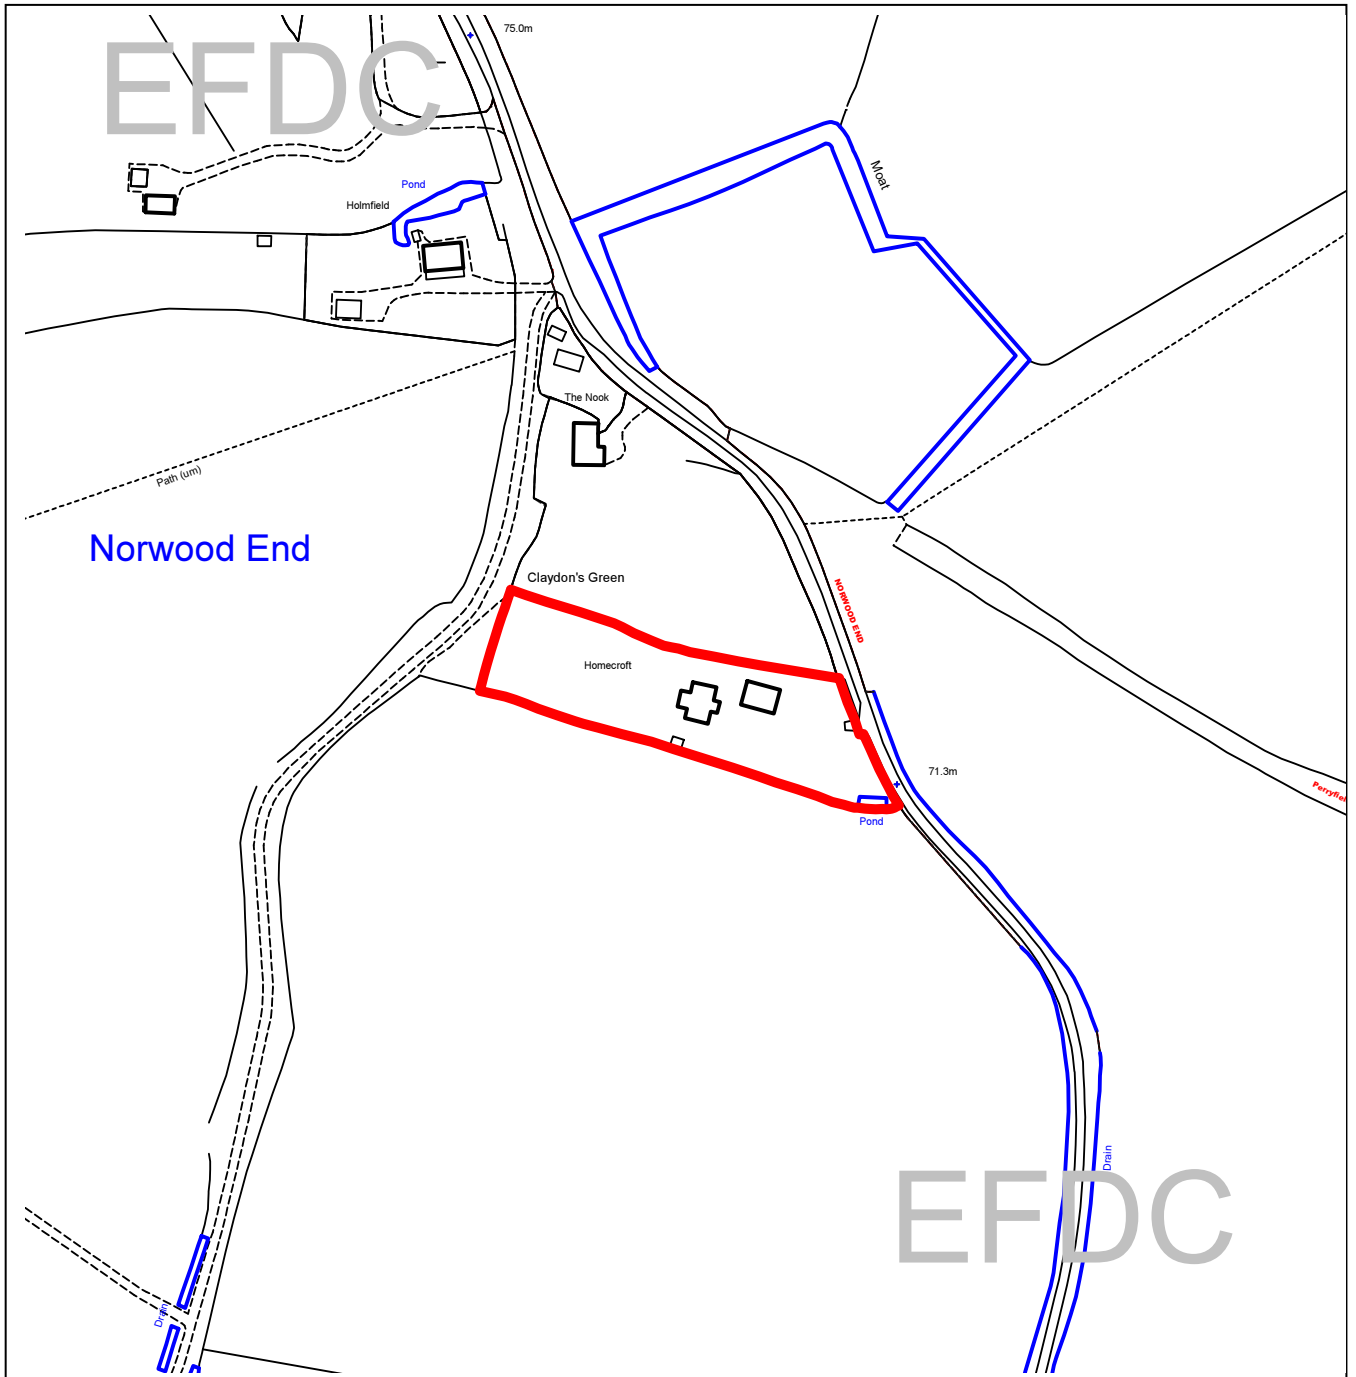 75.0m
EFDC
Moat
Pond
Holmfield
The Nook
Path (um)
Norwood End
Claydon's Green
NORWOOD END
Homecroft
71.3m
Pond
Drain
EFDC
Drain